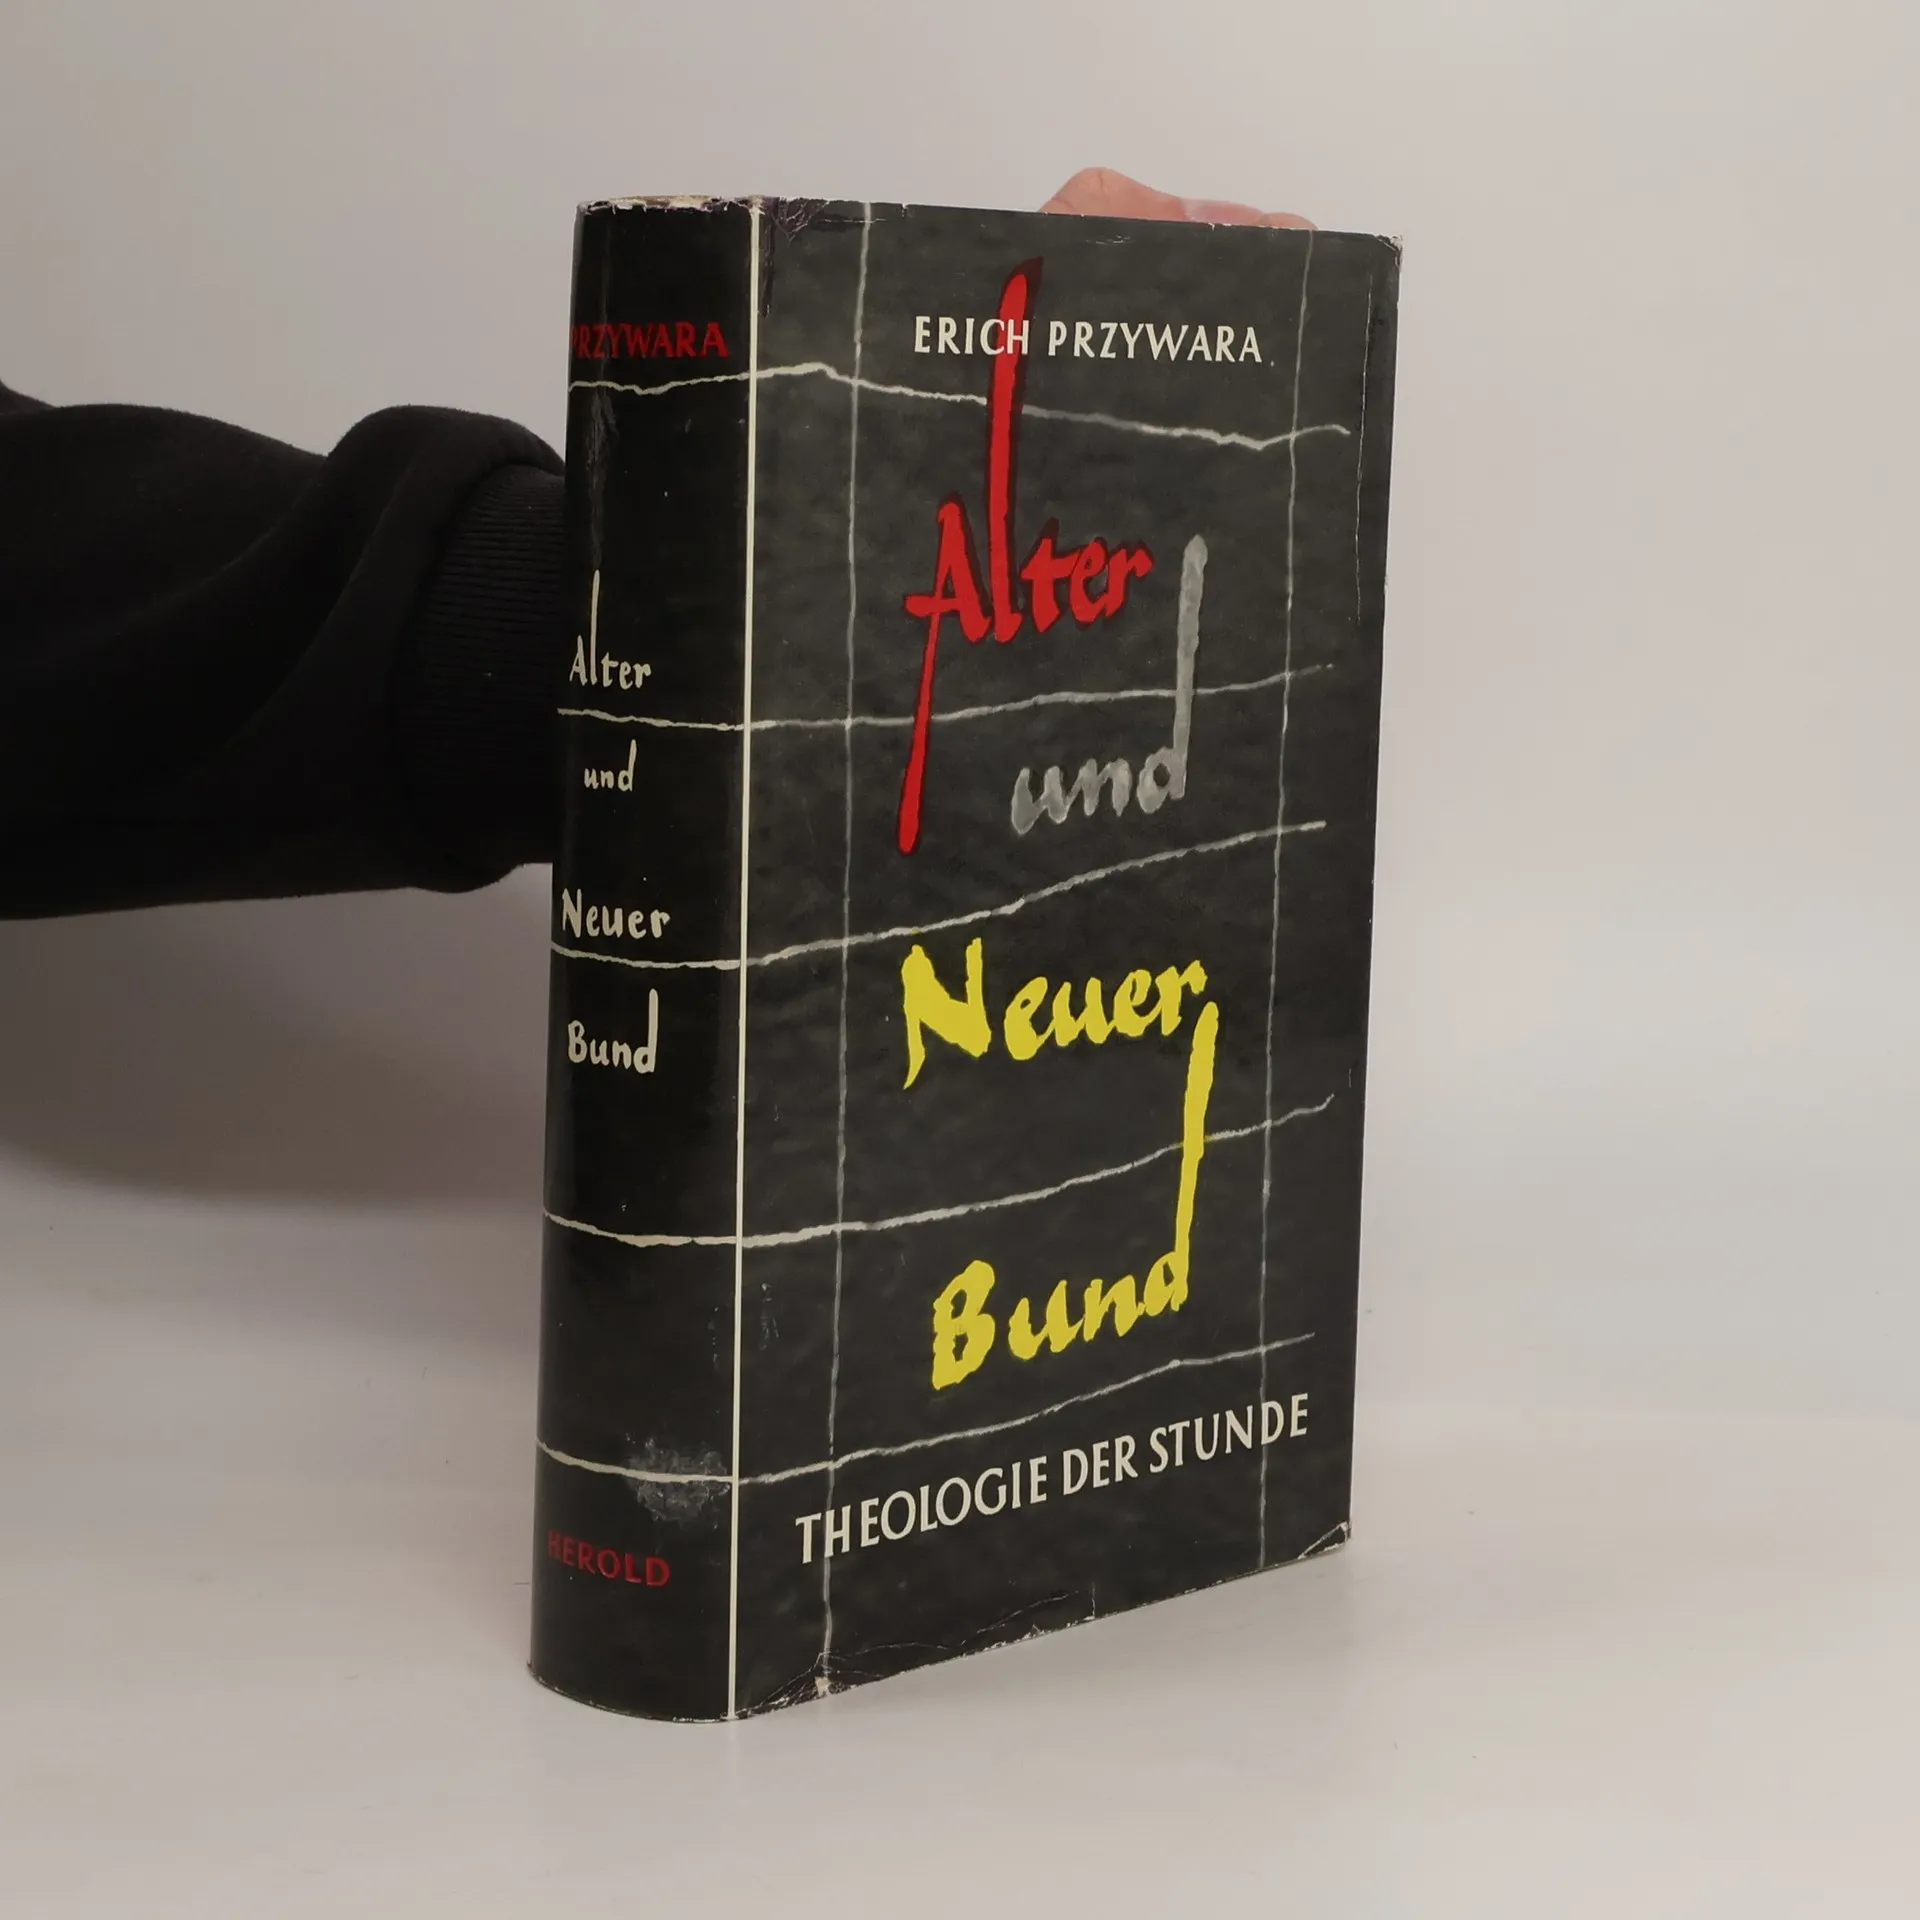 PRZYWARA
Alter
und
Neuer
Bund
HEROLD
ERICH PRZYWARA
Alter
und
Neuer
Bund
THEOLOGIE DER STUNDE